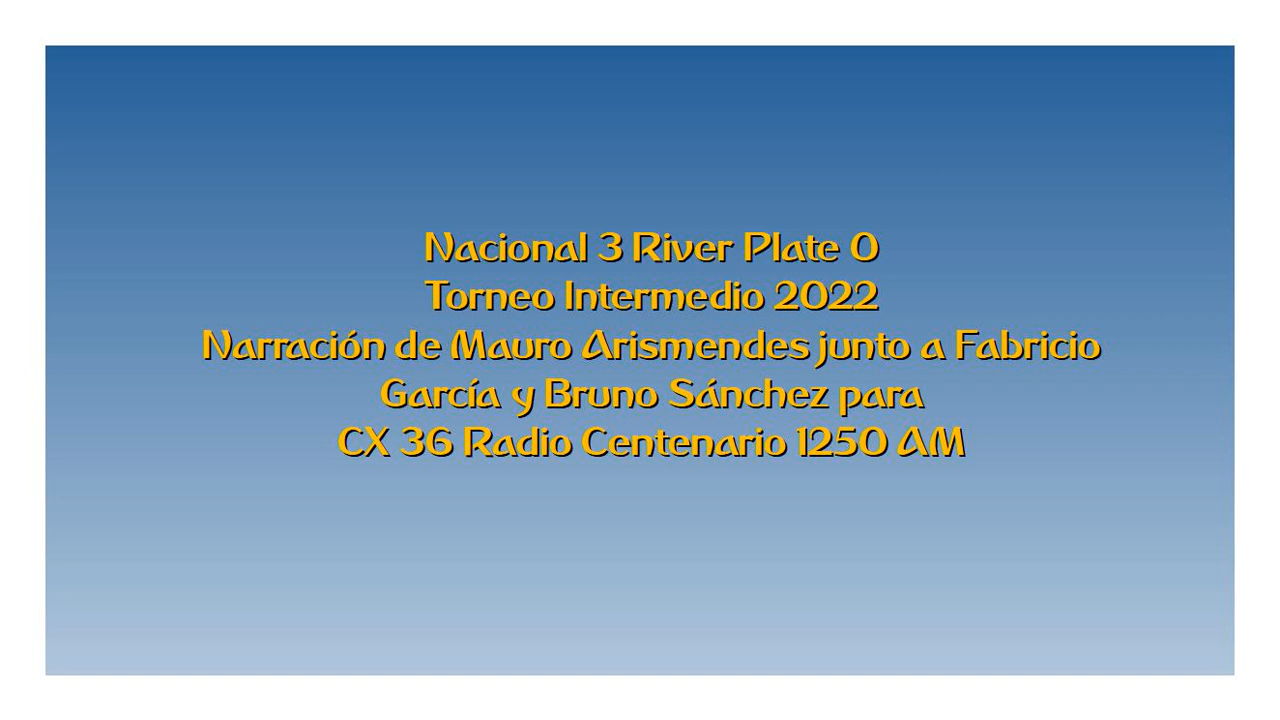 Nacional 3 River Plate 0
Torneo Intermedio 2022
Narración de Mauro Arismendes junto a Fabricio
García y Bruno Sánchez para
CX 36 Radio Centenario 1250 AM